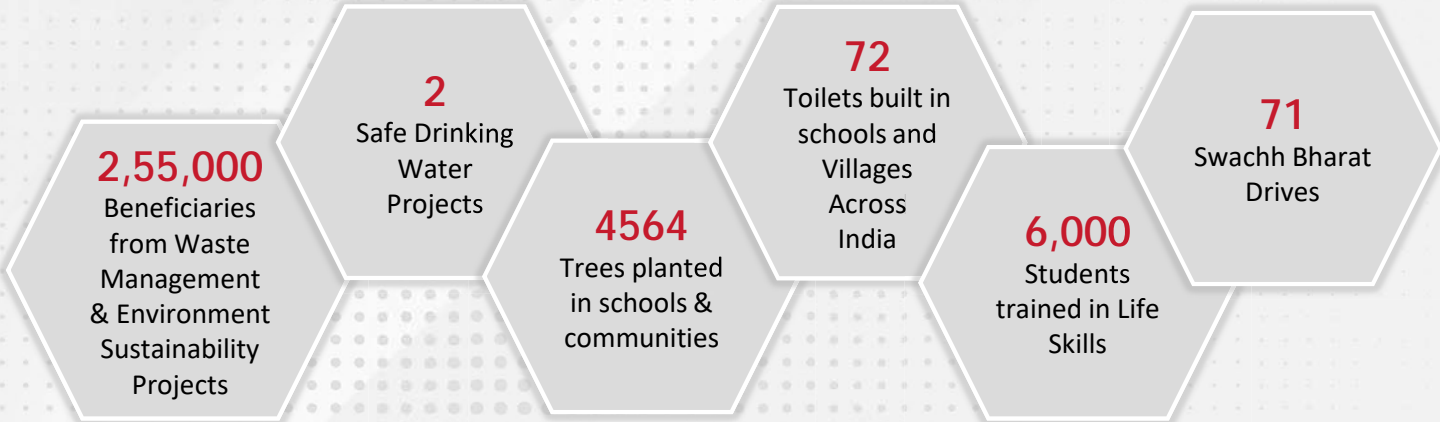 2,55,000
Beneficiaries
from Waste
Management
& Environment
Sustainability
Projects
2
Safe Drinking
Water
Projects
4564
Trees planted
in schools &
communities
72
Toilets built in
schools and
Villages
Across
India
6,000
Students
trained in Life
Skills
71
Swachh Bharat
Drives